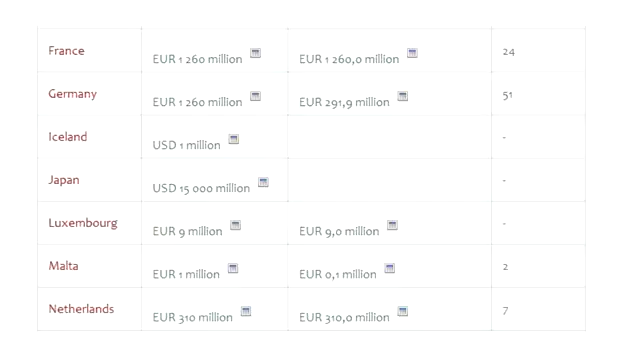 France EUR 1 260 million EUR 1 260,0 million 24
Germany EUR 1 260 million EUR 291,9 million 51
Iceland USD 1 million -
Japan USD 15 000 million -
Luxembourg EUR 9 million EUR 9,0 million -
Malta EUR 1 million EUR 0,1 million 2
Netherlands EUR 310 million EUR 310,0 million 7